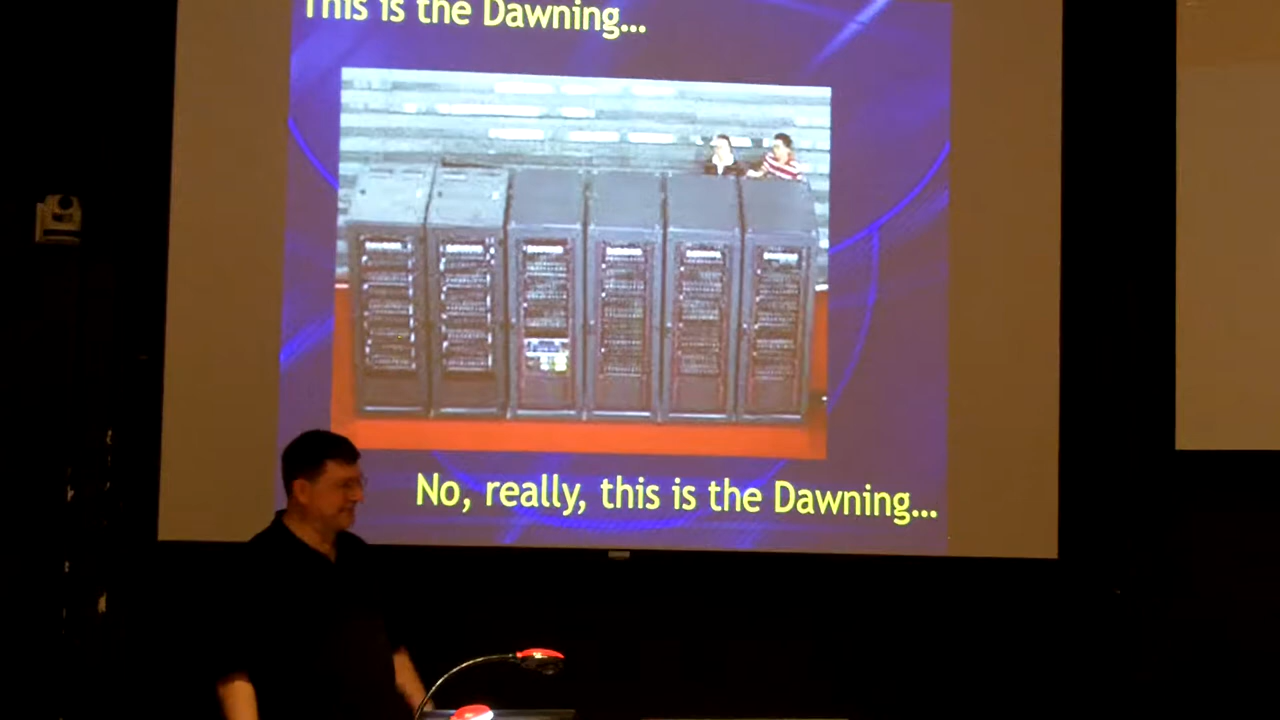 This is the Dawning...
No, really, this is the Dawning...